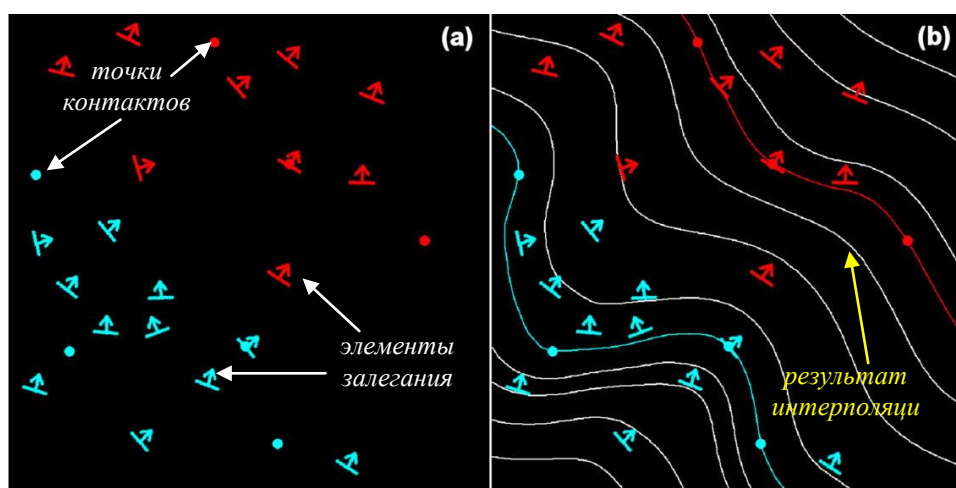 (a)
(b)
точки
контактов
элементы
залегания
результат
интерполяци